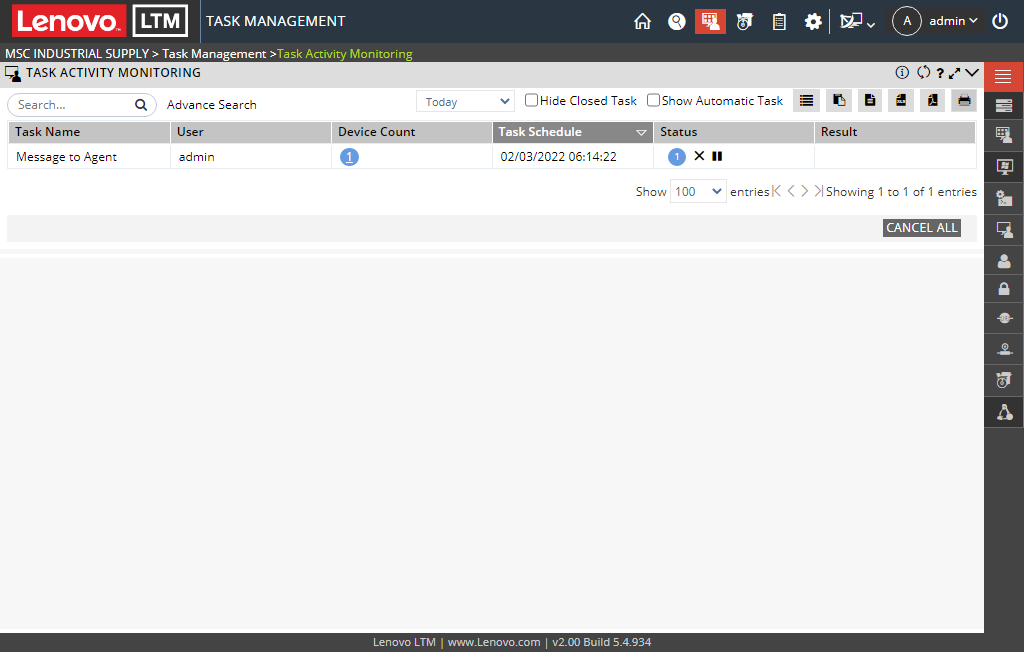 Lenovo LTM TASK MANAGEMENT A admin
MSC INDUSTRIAL SUPPLY > Task Management >Task Activity Monitoring
TASK ACTIVITY MONITORING
Search... Advance Search Today Hide Closed Task Show Automatic Task
Task Name User Device Count Task Schedule Status Result
Message to Agent admin 1 02/03/2022 06:14:22 1
Show 100 entries Showing 1 to 1 of 1 entries
CANCEL ALL
Lenovo LTM | www.Lenovo.com | v2.00 Build 5.4.934